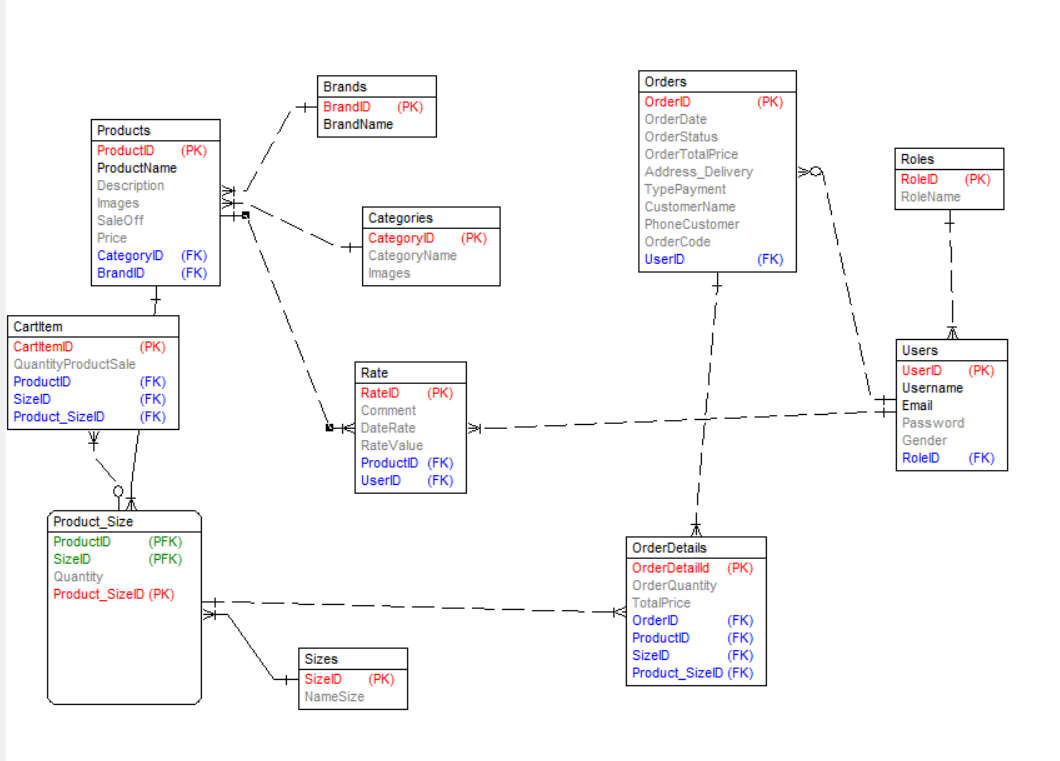 Brands
BrandID (PK)
BrandName
Products
ProductID (PK)
ProductName
Description
Images
SaleOff
Price
CategoryID (FK)
BrandID (FK)
Categories
CategoryID (PK)
CategoryName
Images
Orders
OrderID (PK)
OrderDate
OrderStatus
OrderTotalPrice
Address_Delivery
TypePayment
CustomerName
PhoneCustomer
OrderCode
UserID (FK)
Roles
RoleID (PK)
RoleName
CartItem
CartItemID (PK)
QuantityProductSale
ProductID (FK)
SizeID (FK)
Product_SizeID (FK)
Rate
RateID (PK)
Comment
DateRate
RateValue
ProductID (FK)
UserID (FK)
Users
UserID (PK)
Username
Email
Password
Gender
RoleID (FK)
Product_Size
ProductID (PFK)
SizeID (PFK)
Quantity
Product_SizeID (PK)
OrderDetails
OrderDetailId (PK)
OrderQuantity
TotalPrice
OrderID (FK)
ProductID (FK)
SizeID (FK)
Product_SizeID (FK)
Sizes
SizeID (PK)
NameSize